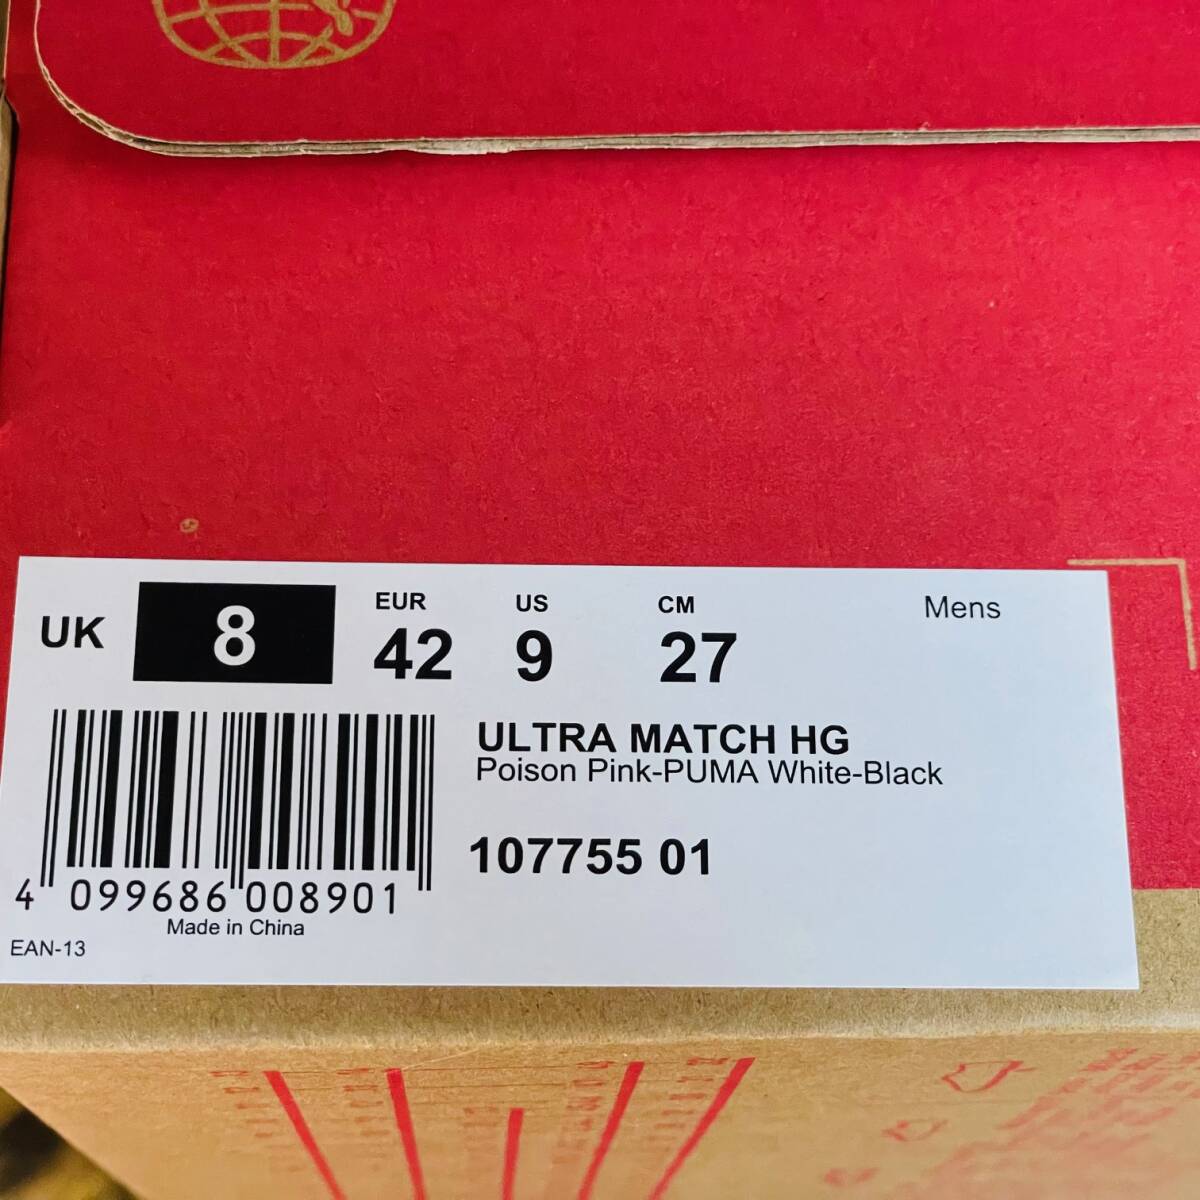 UK 8 EUR 42 US 9 CM 27 Mens
ULTRA MATCH HG
Poison Pink-PUMA White-Black
107755 01
4 099686 008901
Made in China
EAN-13